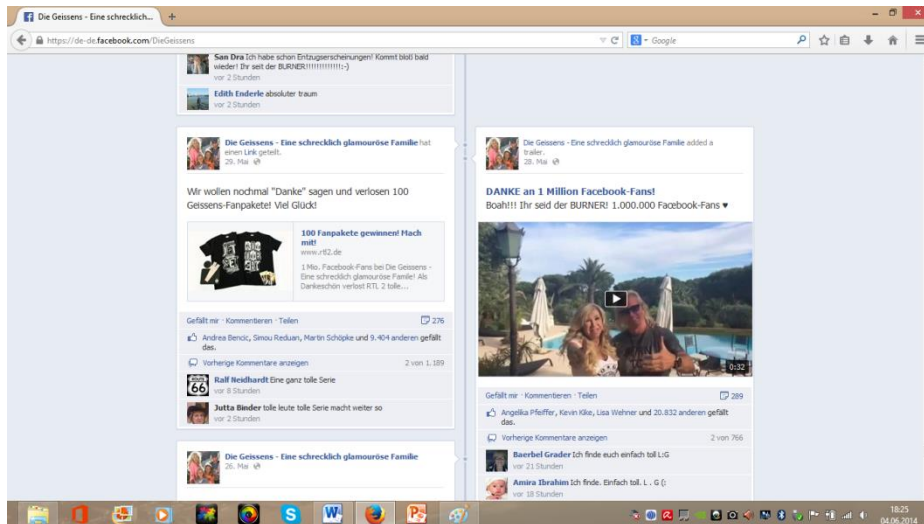 Die Geissens - Eine schrecklich...
https://de-de.facebook.com/DieGeissens
Google
San Dra Ich habe schon Entzugserscheinungen! Kommt bloß bald
wieder! Ihr seit der BURNER!!!!!!!!!!!!!:-)
vor 2 Stunden
Edith Enderle absoluter traum
vor 2 Stunden
Die Geissens - Eine schrecklich glamouröse Familie hat
einen Link geteilt.
29. Mai
Wir wollen nochmal "Danke" sagen und verlosen 100
Geissens-Fanpakete! Viel Glück!
100 Fanpakete gewinnen! Mach
mit!
www.rtl2.de
1 Mio. Facebook-Fans bei Die Geissens -
Eine schrecklich glamouröse Familie! Als
Dankeschön verlost RTL 2 tolle...
Gefällt mir · Kommentieren · Teilen 276
Andrea Bencic, Simou Reduan, Martin Schöpke und 9.404 anderen gefällt
das.
Vorherige Kommentare anzeigen 2 von 1.189
Ralf Neidhardt Eine ganz tolle Serie
vor 8 Stunden
ROUTE
66
Jutta Binder tolle leute tolle Serie macht weiter so
vor 2 Stunden
Die Geissens - Eine schrecklich glamouröse Familie
26. Mai
Die Geissens - Eine schrecklich glamouröse Familie added a
trailer.
28. Mai
DANKE an 1 Million Facebook-Fans!
Boah!!! Ihr seid der BURNER! 1.000.000 Facebook-Fans ♥
0:32
Gefällt mir · Kommentieren · Teilen 289
Angelika Pfeiffer, Kevin Kike, Lisa Wehner und 20.832 anderen gefällt
das.
Vorherige Kommentare anzeigen 2 von 766
Baerbel Grader Ich finde euch einfach toll L:G
vor 21 Stunden
Amira Ibrahim Ich finde. Einfach toll. L . G (:
vor 18 Stunden
18:25
04.06.2014